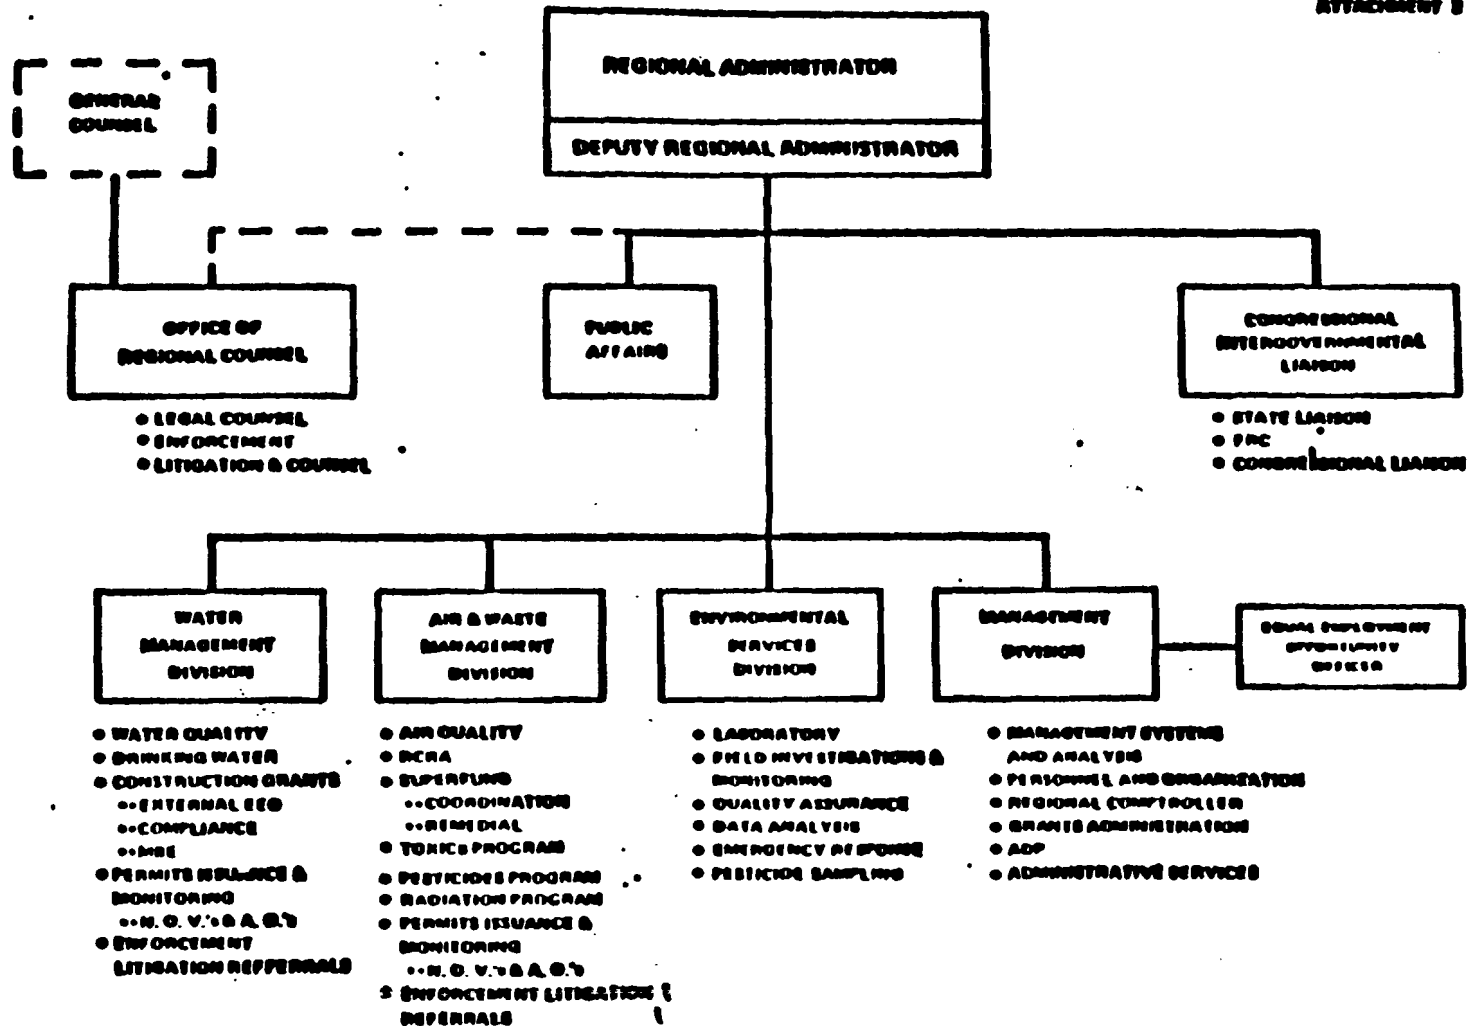 ATTACHMENT
REGIONAL ADMINISTRATOR
DEPUTY REGIONAL ADMINISTRATOR
GENERAL
COUNSEL
OFFICE OF
REGIONAL COUNSEL
• LEGAL COUNSEL
• ENFORCEMENT
• LITIGATION & COUNSEL
PUBLIC
AFFAIRS
CONGRESSIONAL
INTERGOVERNMENTAL
LIAISON
• STATE LIAISON
• CONGRESSIONAL LIAISON
WATER
MANAGEMENT
DIVISION
• WATER QUALITY
• DRINKING WATER
• CONSTRUCTION GRANTS
••EXTERNAL EEO
••COMPLIANCE
••MBE
• PERMITS ISSUANCE &
MONITORING
••N. O. V.'s & A. O.'s
• ENFORCEMENT
LITIGATION REFFERRALS
AIR & WASTE
MANAGEMENT
DIVISION
• AIR QUALITY
• RCRA
• SUPERFUND
••COORDINATION
••REMEDIAL
• TOXICS PROGRAM
• PESTICIDES PROGRAM
• RADIATION PROGRAM
• PERMITS ISSUANCE &
MONITORING
••N. O. V.'s & A. O.'s
• ENFORCEMENT LITIGATION
REFERRALS
ENVIRONMENTAL
SERVICES
DIVISION
• LABORATORY
• FIELD INVESTIGATIONS &
MONITORING
• QUALITY ASSURANCE
• DATA ANALYSIS
• EMERGENCY RESPONSE
• PESTICIDE SAMPLING
MANAGEMENT
DIVISION
• MANAGEMENT SYSTEMS
AND ANALYSIS
• PERSONNEL AND ORGANIZATION
• REGIONAL COMPTROLLER
• GRANTS ADMINISTRATION
• ADP
• ADMINISTRATIVE SERVICES
EQUAL EMPLOYMENT
OPPORTUNITY
OFFICER